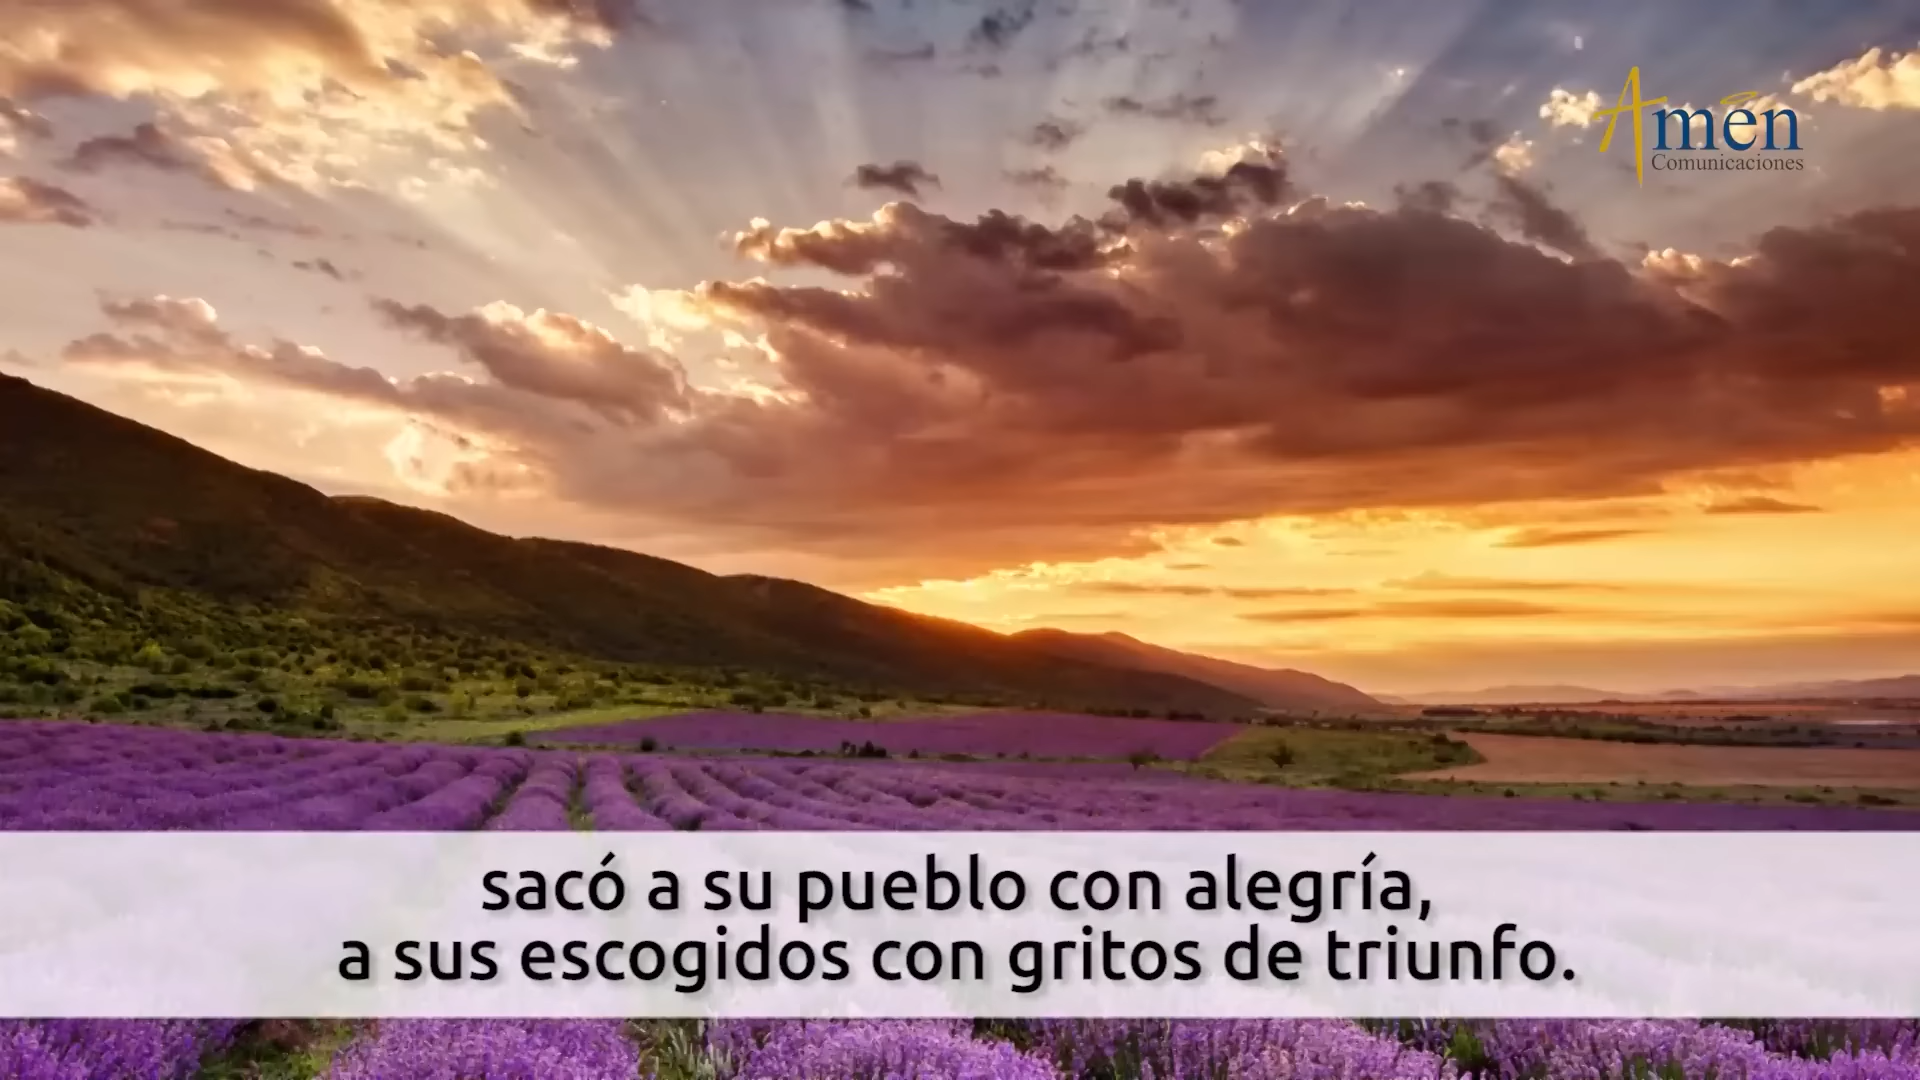 Amén
Comunicaciones
sacó a su pueblo con alegría,
a sus escogidos con gritos de triunfo.